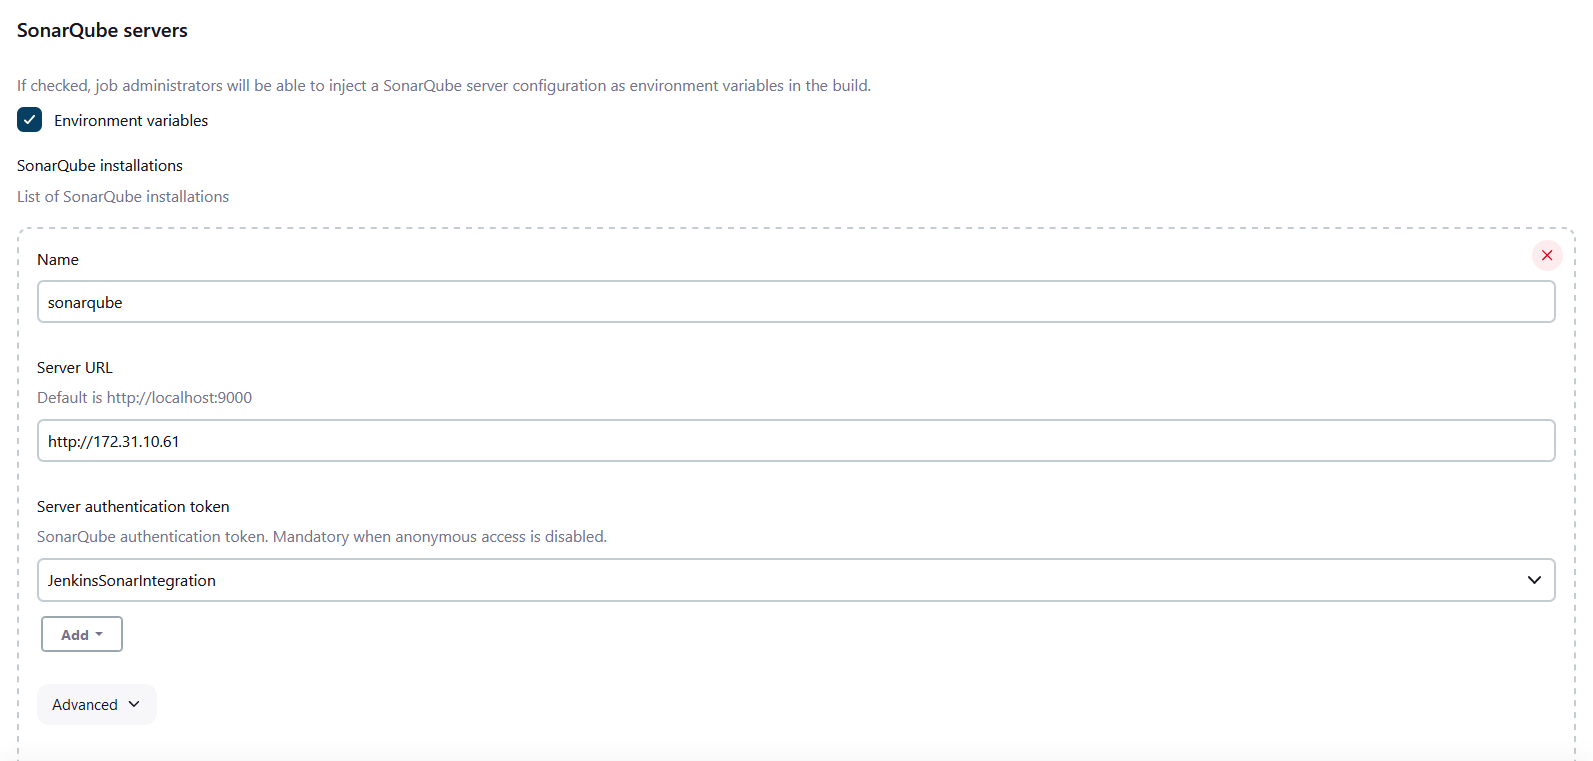 SonarQube servers
If checked, job administrators will be able to inject a SonarQube server configuration as environment variables in the build.
Environment variables
SonarQube installations
List of SonarQube installations
Name
sonarqube
Server URL
Default is http://localhost:9000
http://172.31.10.61
Server authentication token
SonarQube authentication token. Mandatory when anonymous access is disabled.
JenkinsSonarIntegration
Add
Advanced